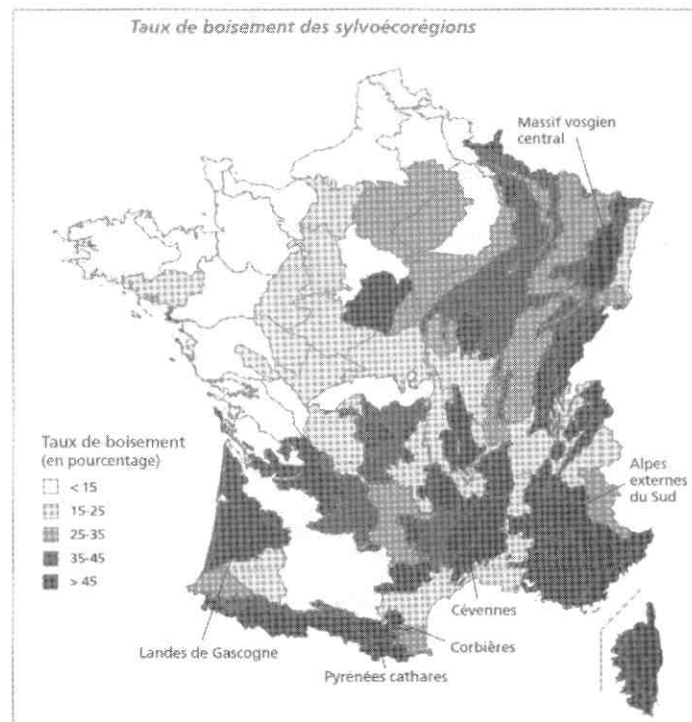 Taux de boisement des sylvoécorégions
Massif vosgien
central
Taux de boisement
(en pourcentage)
< 15
15-25
25-35
35-45
> 45
Alpes
externes
du Sud
Cévennes
Landes de Gascogne
Corbières
Pyrénées cathares